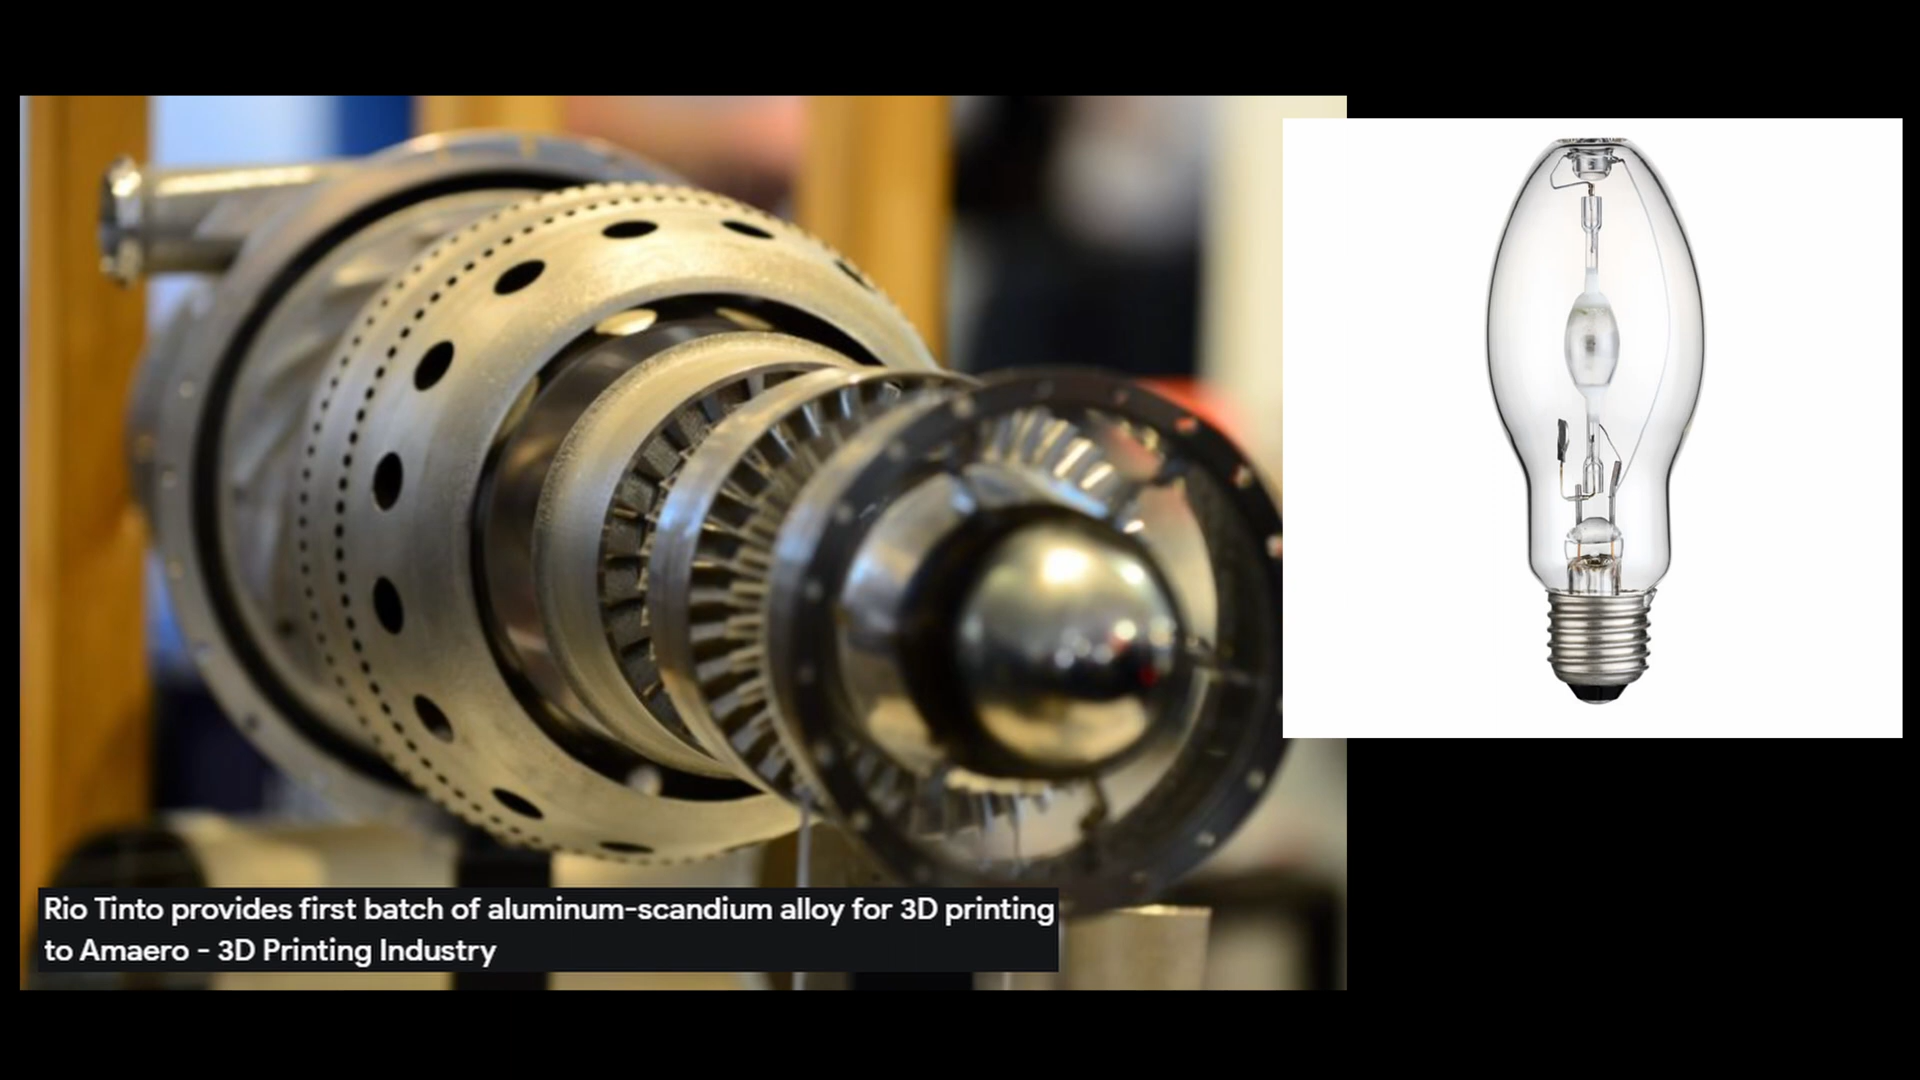 Rio Tinto provides first batch of aluminum-scandium alloy for 3D printing
to Amaero - 3D Printing Industry